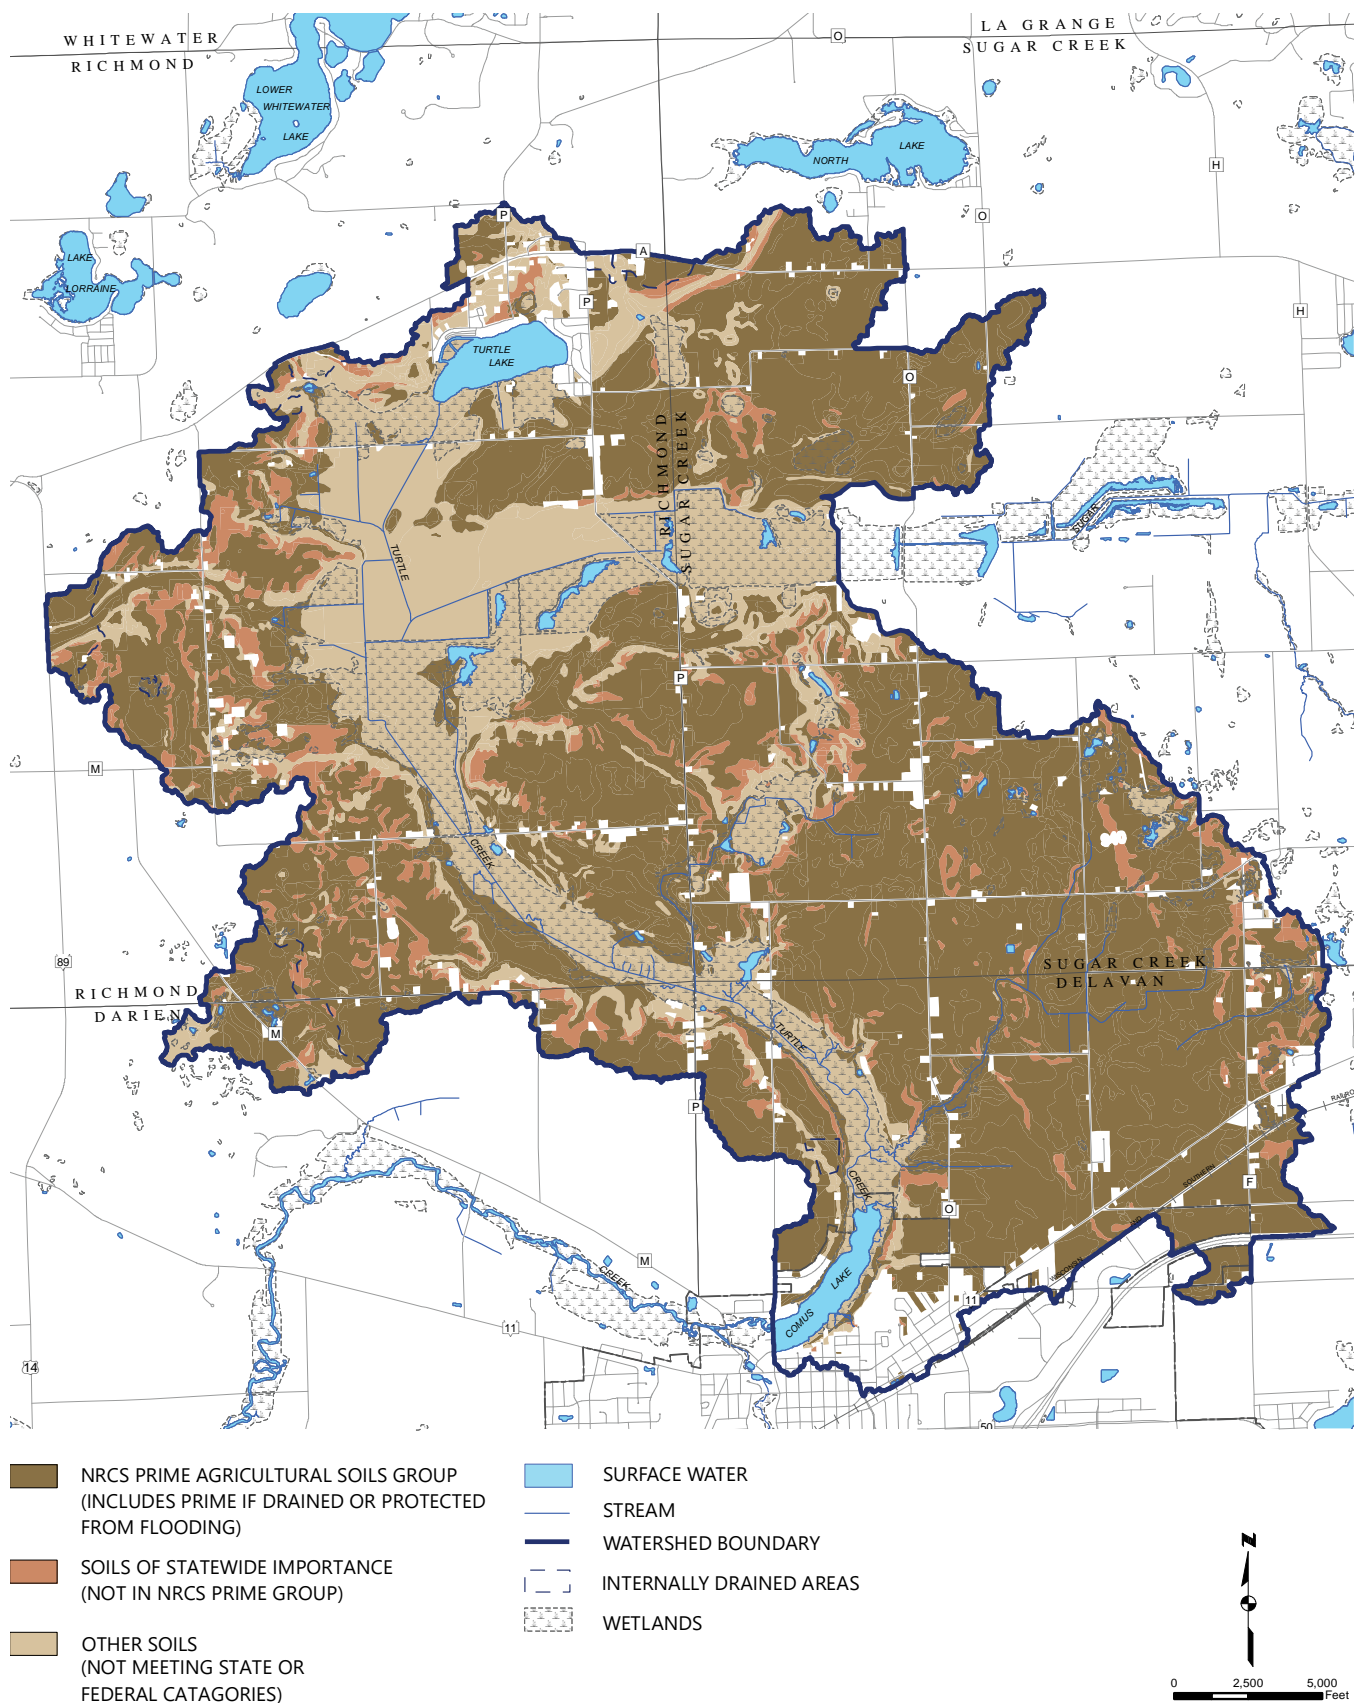 WHITEWATER
RICHMOND
LA GRANGE
SUGAR CREEK
O
LOWER
WHITEWATER
LAKE
NORTH
LAKE
H
P
O
A
LAKE
LORRAINE
P
H
TURTLE
LAKE
O
RICHMOND
SUGAR CREEK
SUGAR
TURTLE
P
M
CREEK
89
SUGAR CREEK
DELAVAN
RICHMOND
DARIEN
M
TURTLE
P
RAILRO
SOUTHERN
CREEK
F
O
AND
M
CREEK
LAKE
WISCONSIN
11
COMUS
11
14
50
NRCS PRIME AGRICULTURAL SOILS GROUP
(INCLUDES PRIME IF DRAINED OR PROTECTED
FROM FLOODING)
SOILS OF STATEWIDE IMPORTANCE
(NOT IN NRCS PRIME GROUP)
OTHER SOILS
(NOT MEETING STATE OR
FEDERAL CATAGORIES)
SURFACE WATER
STREAM
WATERSHED BOUNDARY
INTERNALLY DRAINED AREAS
WETLANDS
Z
0 2,500 5,000
Feet